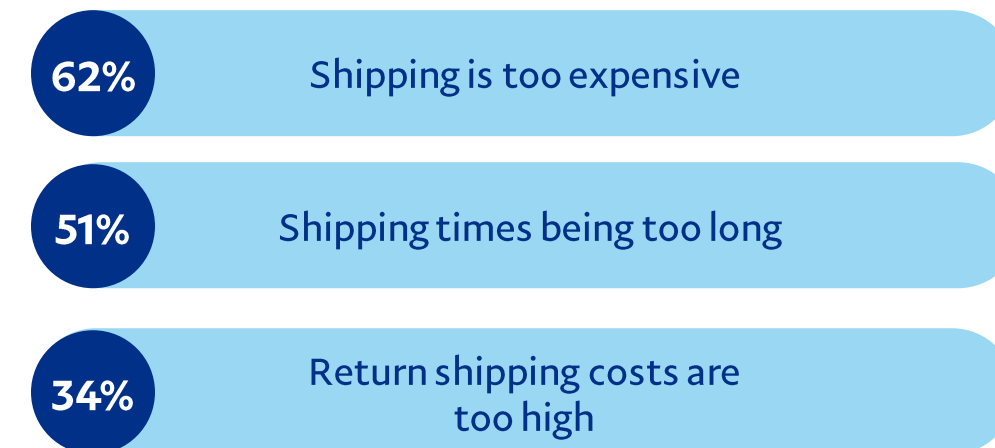 62%
Shipping is too expensive
51%
Shipping times being too long
34%
Return shipping costs are
too high